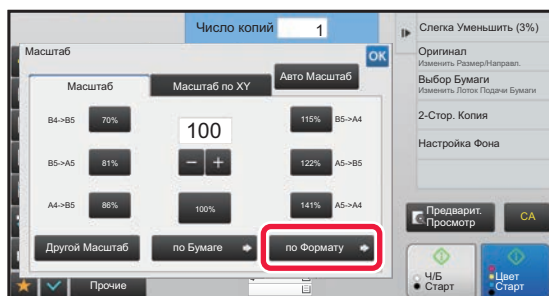 Число копий 1
Масштаб
OK
Масштаб
Масштаб по XY
Авто Масштаб
B4->B5 70%
100
115% B5->A4
B5->A5 81%
− +
122% A5->B5
A4->B5 86%
100%
141% A5->A4
Другой Масштаб
по Бумаге
по Формату
Прочие
Слегка Уменьшить (3%)
Оригинал
Изменить Размер/Направл.
Выбор Бумаги
Изменить Лоток Подачи Бумаги
2-Стор. Копия
Настройка Фона
Предварит.
Просмотр
CA
Ч/Б
Старт
Цвет
Старт